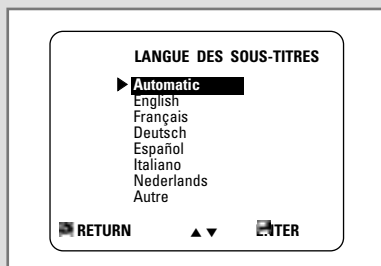 LANGUE DES SOUS-TITRES
Automatic
English
Français
Deutsch
Español
Italiano
Nederlands
Autre
RETURN ENTER